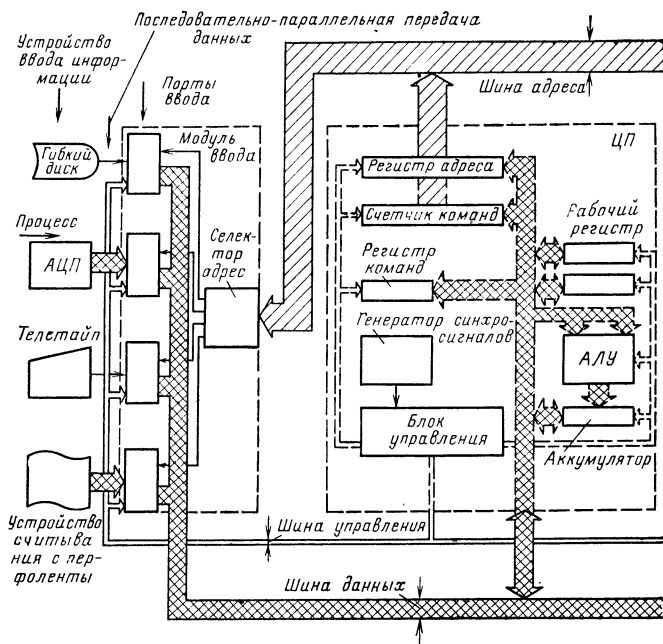 Последовательно-параллельная передача
данных
Устройство
ввода инфор-
мации
Порты
ввода
Шина адреса
Модуль
ввода
ЦП
Гибкий
диск
Регистр адреса
Счетчик команд
Процесс
АЦП
Селек-
тор
адрес
Регистр
команд
Рабочий
регистр
Генератор синхро-
сигналов
Телетайп
АЛУ
Блок
управления
Аккумулятор
Устройство
считыва-
ния с пер-
фоленты
Шина управления
Шина данных